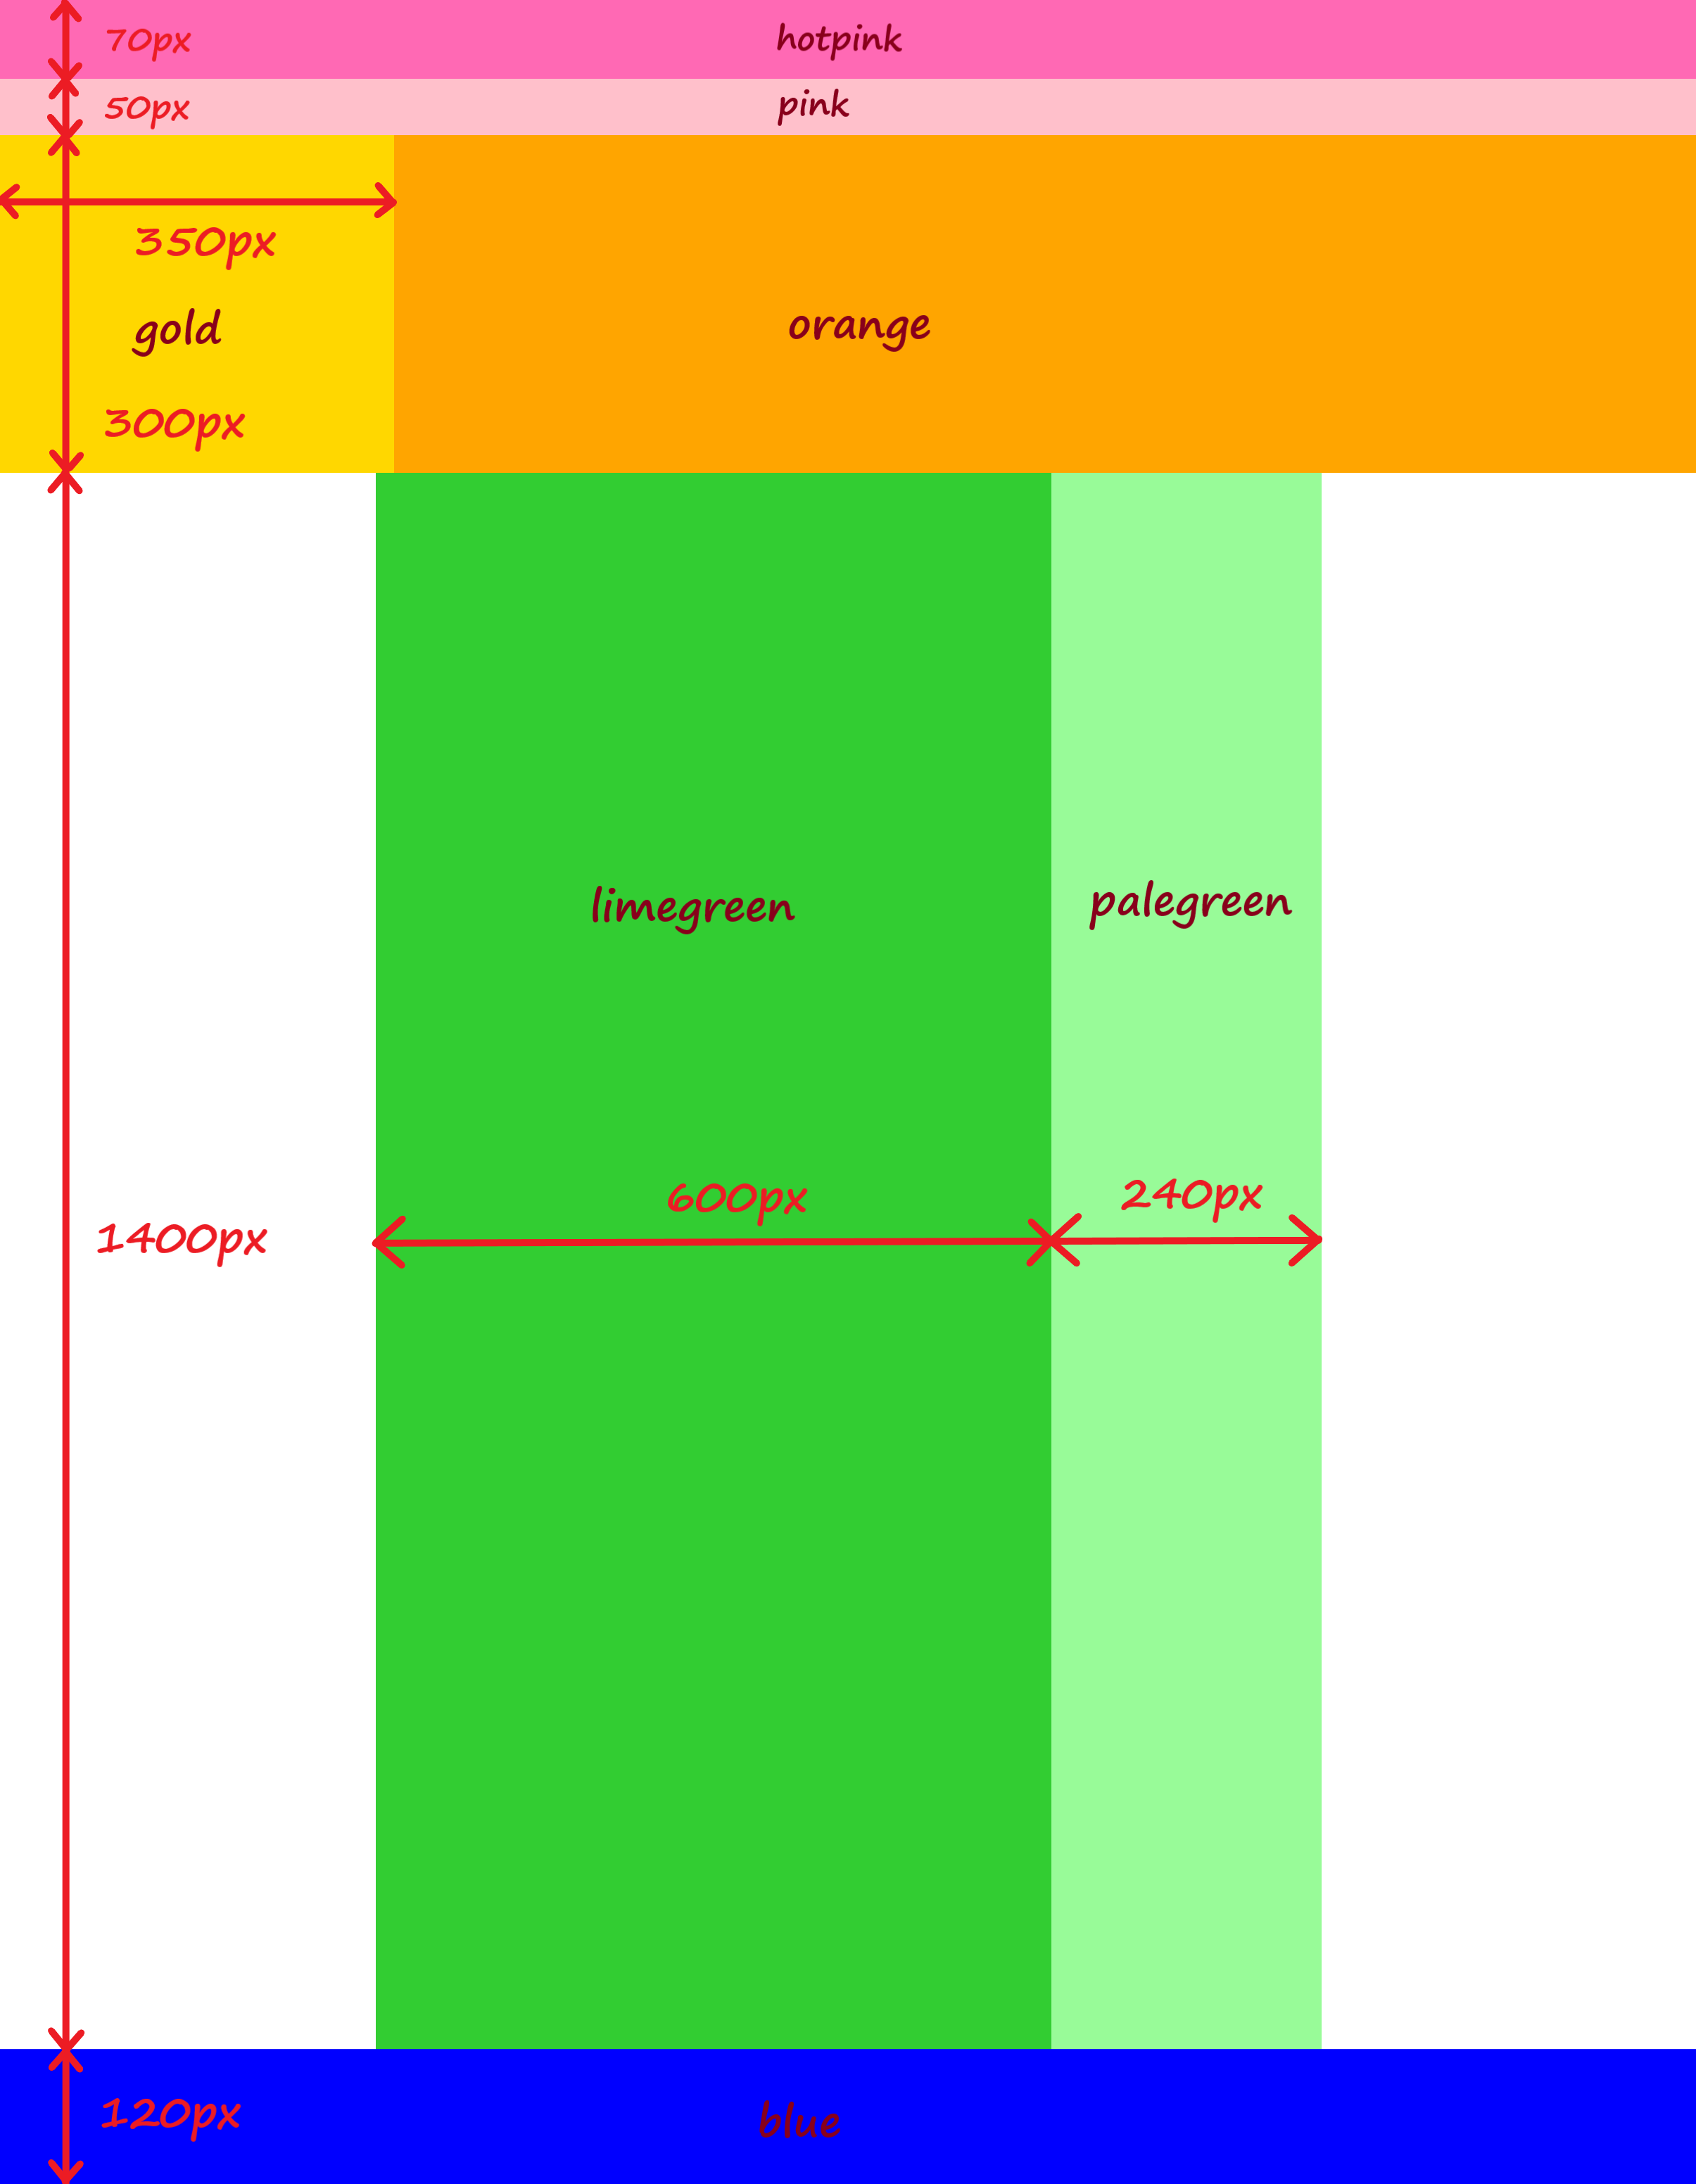 70px
hotpink
50px
pink
350px
gold
orange
300px
limegreen
palegreen
600px
240px
1400px
120px
blue